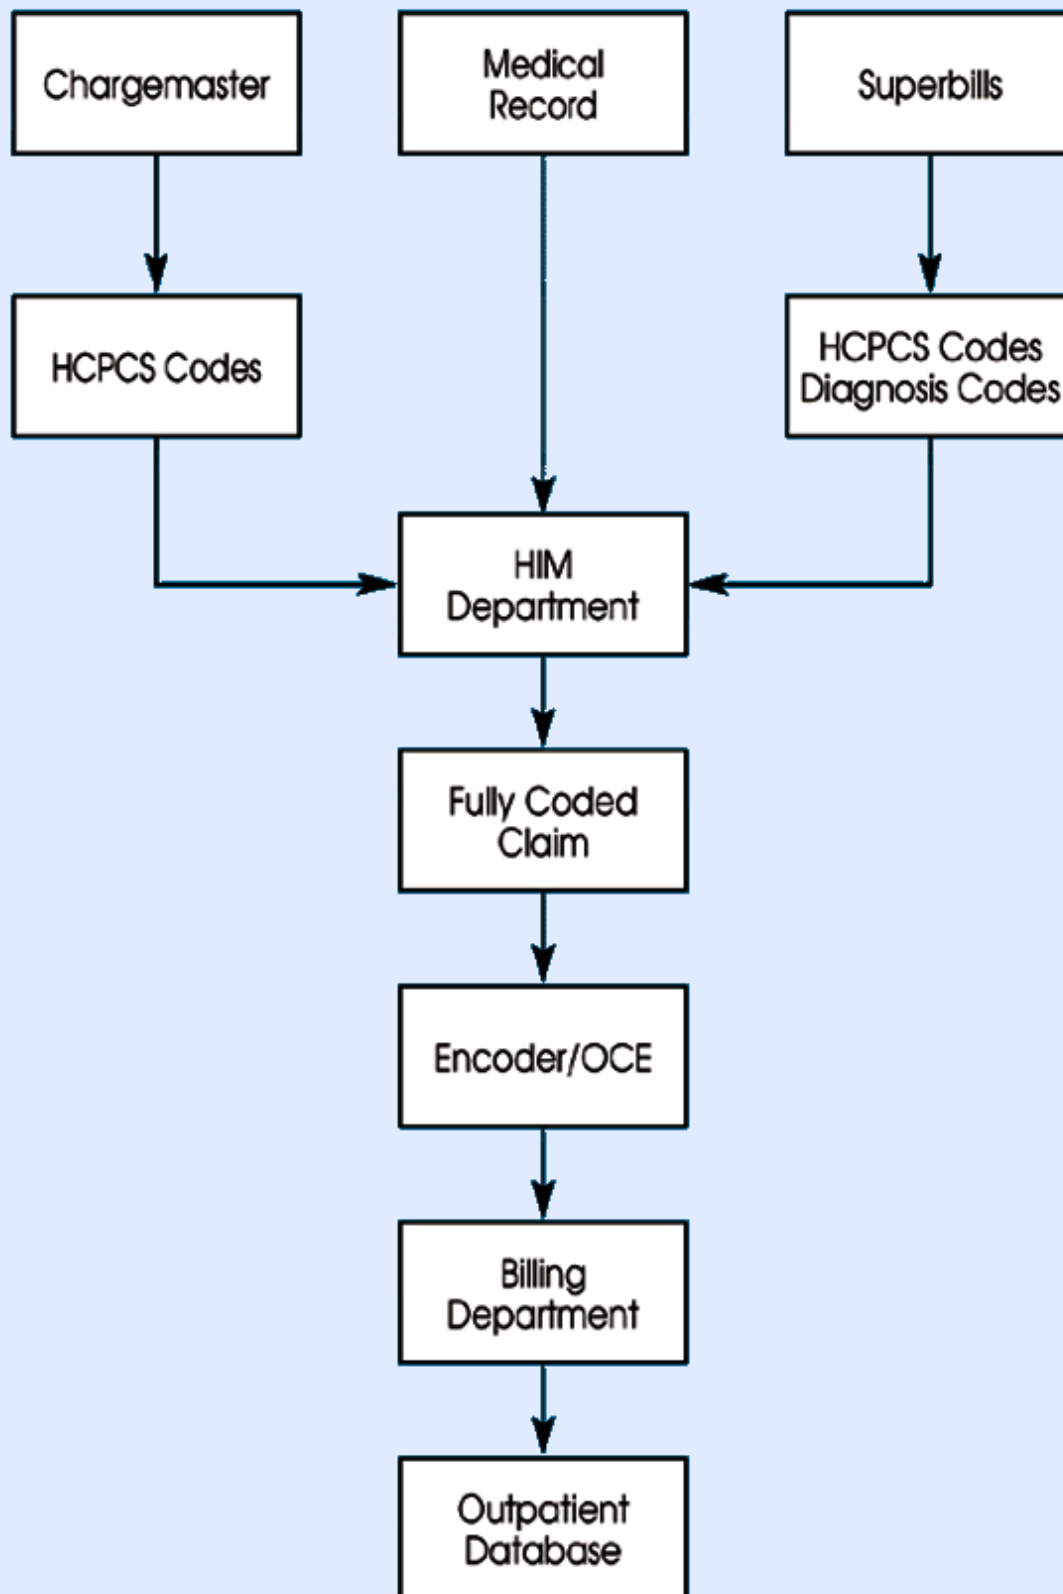 Chargemaster
Medical
Record
Superbills
HCPCS Codes
HCPCS Codes
Diagnosis Codes
HIM
Department
Fully Coded
Claim
Encoder/OCE
Billing
Department
Outpatient
Database